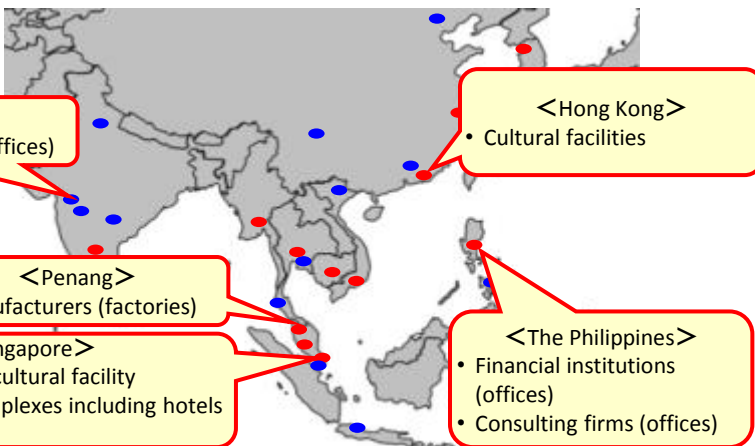 ffices)
<Hong Kong>
• Cultural facilities
<Penang>
ufacturers (factories)
ngapore>
cultural facility
plexes including hotels
<The Philippines>
• Financial institutions
(offices)
• Consulting firms (offices)